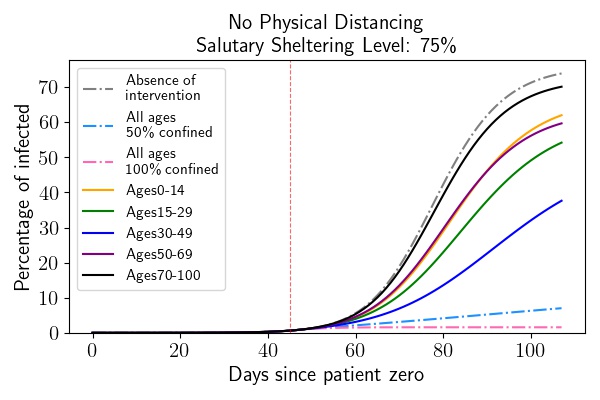 No Physical Distancing
Salutary Sheltering Level: 75%
Percentage of infected
70
60
50
40
30
20
10
0
Absence of
intervention
All ages
50% confined
All ages
100% confined
Ages0-14
Ages15-29
Ages30-49
Ages50-69
Ages70-100
0 20 40 60 80 100
Days since patient zero